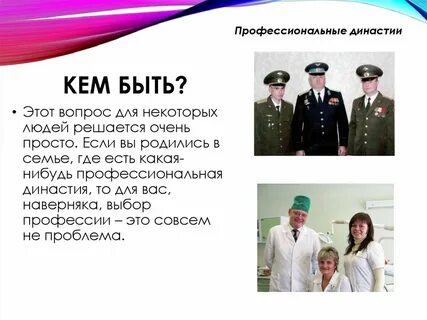 Профессиональные династии
КЕМ БЫТЬ?
• Этот вопрос для некоторых
людей решается очень
просто. Если вы родились в
семье, где есть какая-
нибудь профессиональная
династия, то для вас,
наверняка, выбор
профессии – это совсем
не проблема.